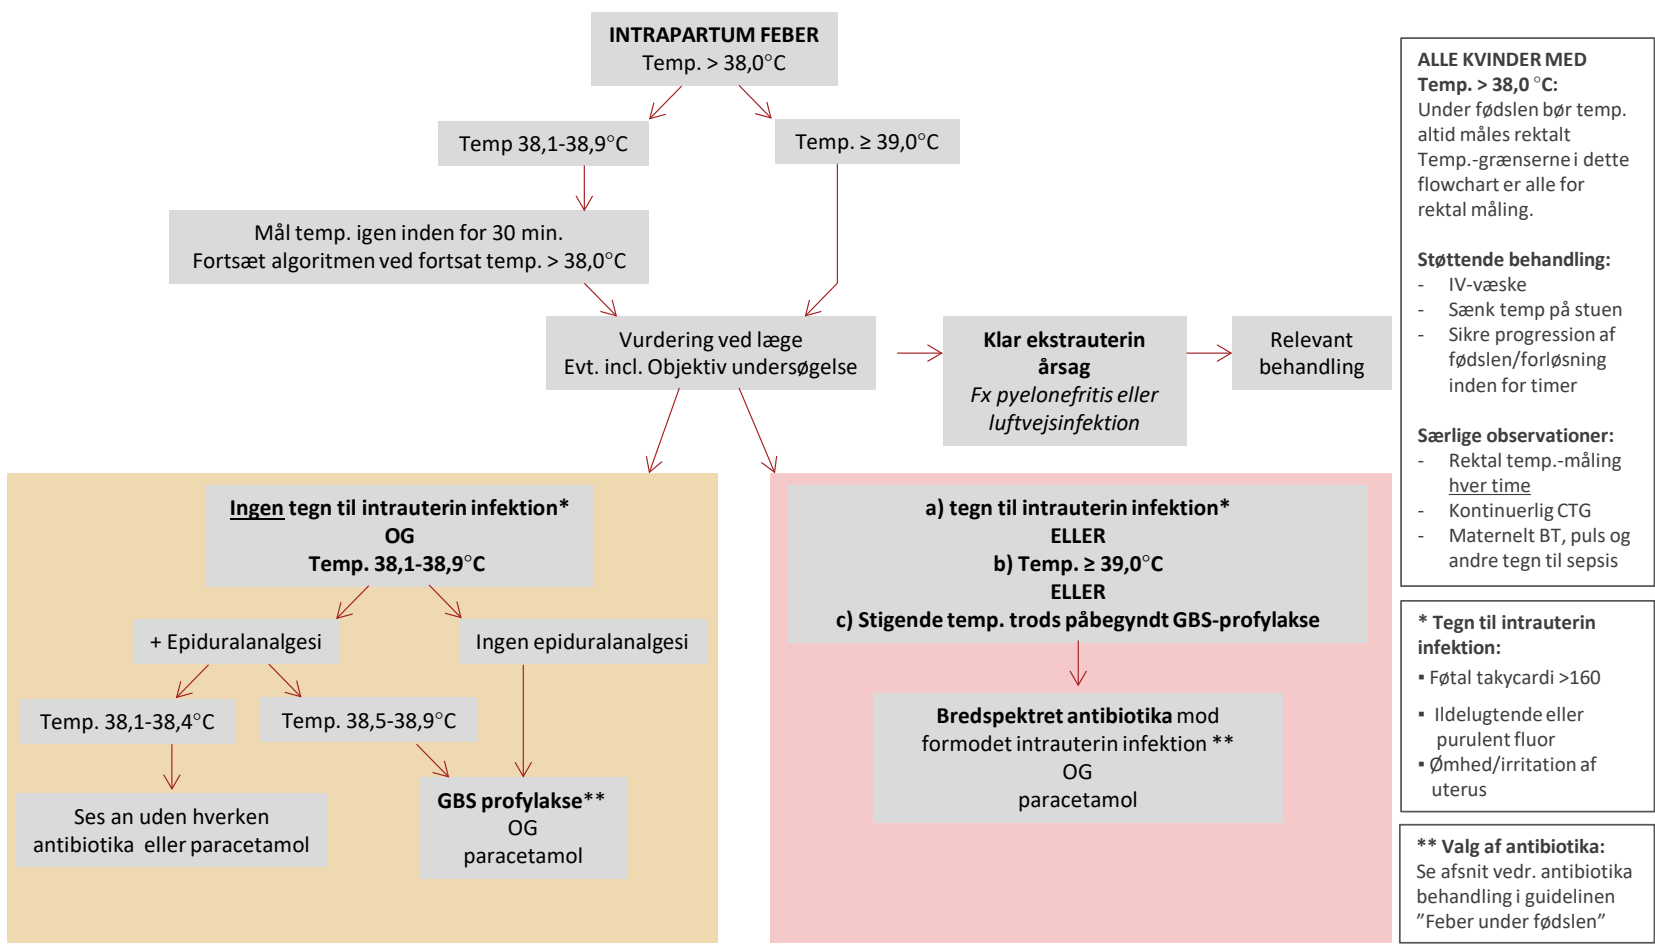 INTRAPARTUM FEBER
Temp. > 38,0°C
Temp 38,1-38,9°C
Temp. ≥ 39,0°C
Mål temp. igen inden for 30 min.
Fortsæt algoritmen ved fortsat temp. > 38,0°C
Vurdering ved læge
Evt. incl. Objektiv undersøgelse
Klar ekstrauterin
årsag
Fx pyelonefritis eller
luftvejsinfektion
Relevant
behandling
Ingen tegn til intrauterin infektion*
OG
Temp. 38,1-38,9°C
+ Epiduralanalgesi
Ingen epiduralanalgesi
Temp. 38,1-38,4°C
Temp. 38,5-38,9°C
Ses an uden hverken
antibiotika eller paracetamol
GBS profylakse**
OG
paracetamol
a) tegn til intrauterin infektion*
ELLER
b) Temp. ≥ 39,0°C
ELLER
c) Stigende temp. trods påbegyndt GBS-profylakse
Bredspektret antibiotika mod
formodet intrauterin infektion **
OG
paracetamol
ALLE KVINDER MED
Temp. > 38,0 °C:
Under fødslen bør temp.
altid måles rektalt
Temp.-grænserne i dette
flowchart er alle for
rektal måling.
Støttende behandling:
- IV-væske
- Sænk temp på stuen
- Sikre progression af
fødslen/forløsning
inden for timer
Særlige observationer:
- Rektal temp.-måling
hver time
- Kontinuerlig CTG
- Maternelt BT, puls og
andre tegn til sepsis
* Tegn til intrauterin
infektion:
▪ Føtal takycardi >160
▪ Ildelugtende eller
purulent fluor
▪ Ømhed/irritation af
uterus
** Valg af antibiotika:
Se afsnit vedr. antibiotika
behandling i guidelinen
”Feber under fødslen”